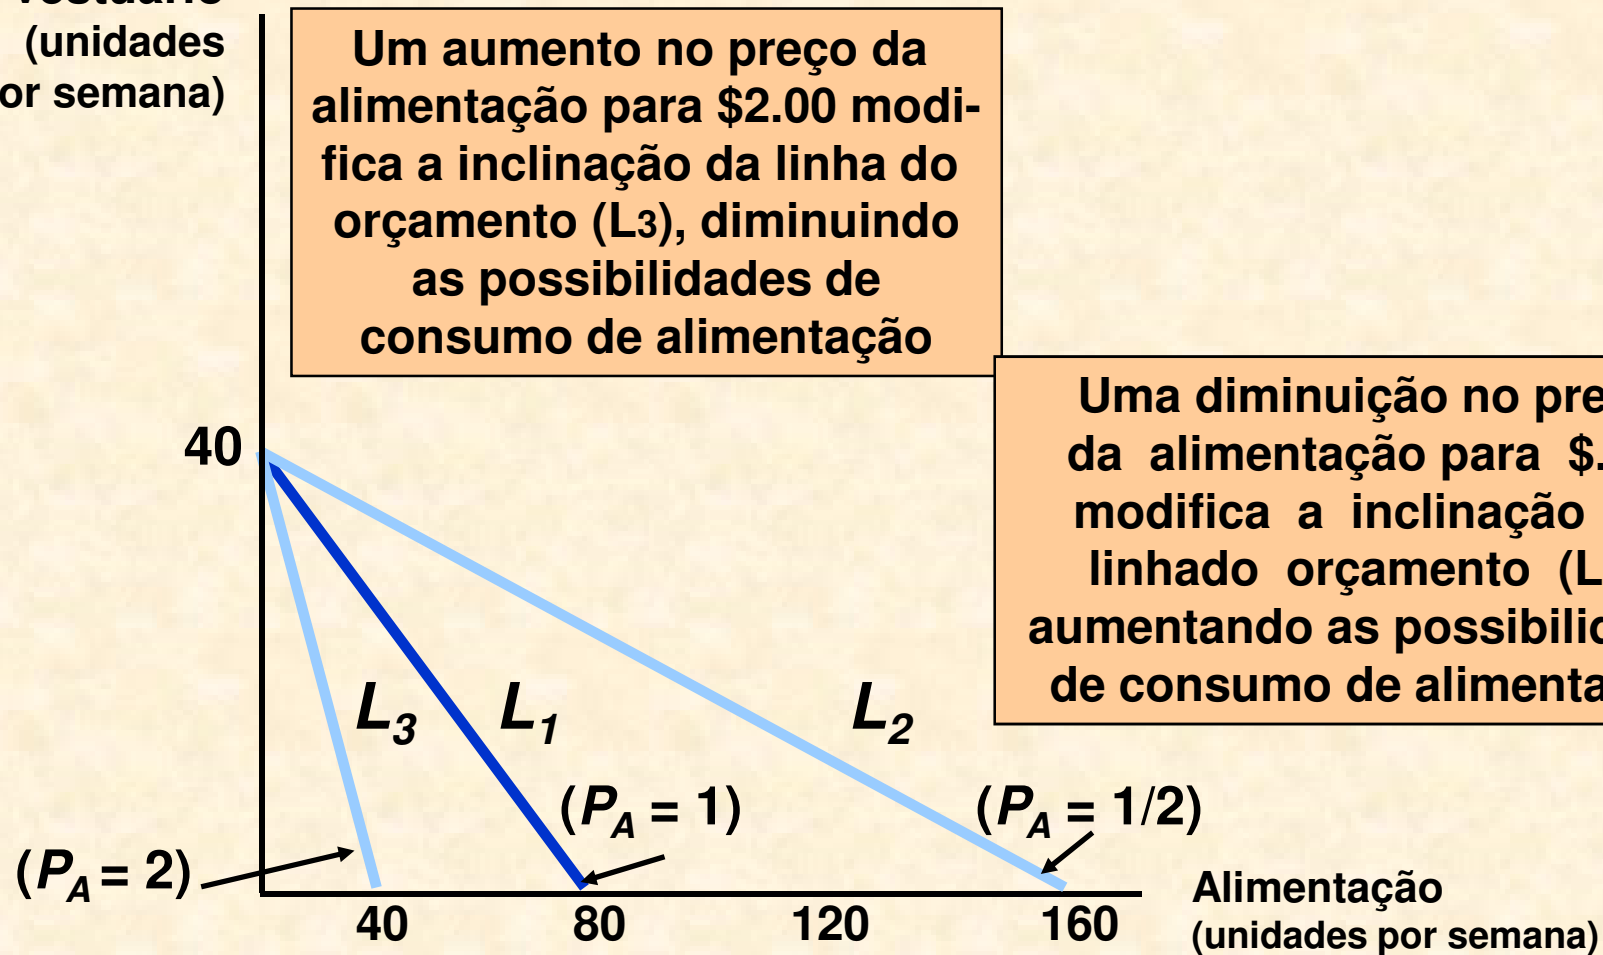 Vestuário
(unidades
or semana)
Um aumento no preço da
alimentação para $2.00 modi-
fica a inclinação da linha do
orçamento (L3), diminuindo
as possibilidades de
consumo de alimentação
Uma diminuição no pre
da alimentação para $.
modifica a inclinação
linhado orçamento (L
aumentando as possibilid
de consumo de alimenta
40
L3
L1
L2
(PA = 1)
(PA = 1/2)
(PA = 2)
40
80
120
160
Alimentação
(unidades por semana)